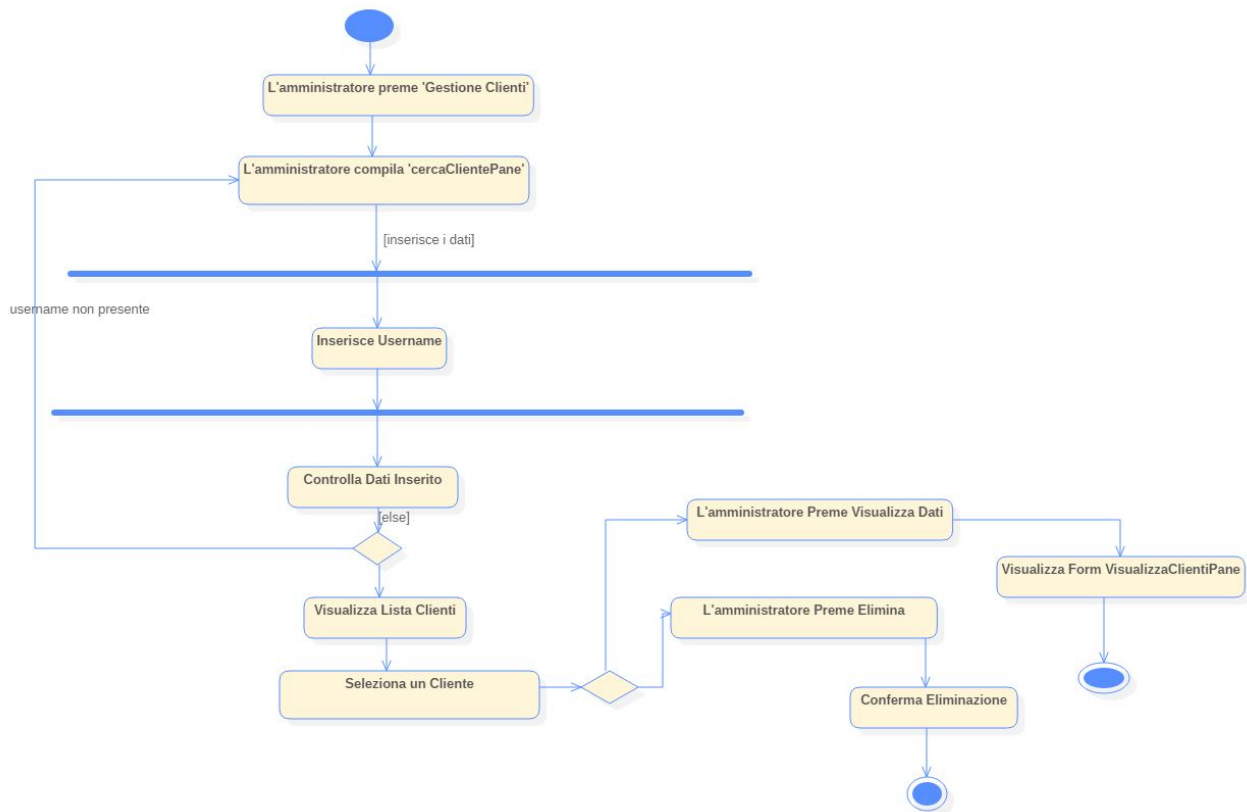 L'amministratore preme 'Gestione Clienti'
L'amministratore compila 'cercaClientePane'
[inserisce i dati]
username non presente
Inserisce Username
Controlla Dati Inserito
[else]
L'amministratore Preme Visualizza Dati
Visualizza Form VisualizzaClientiPane
Visualizza Lista Clienti
L'amministratore Preme Elimina
Seleziona un Cliente
Conferma Eliminazione